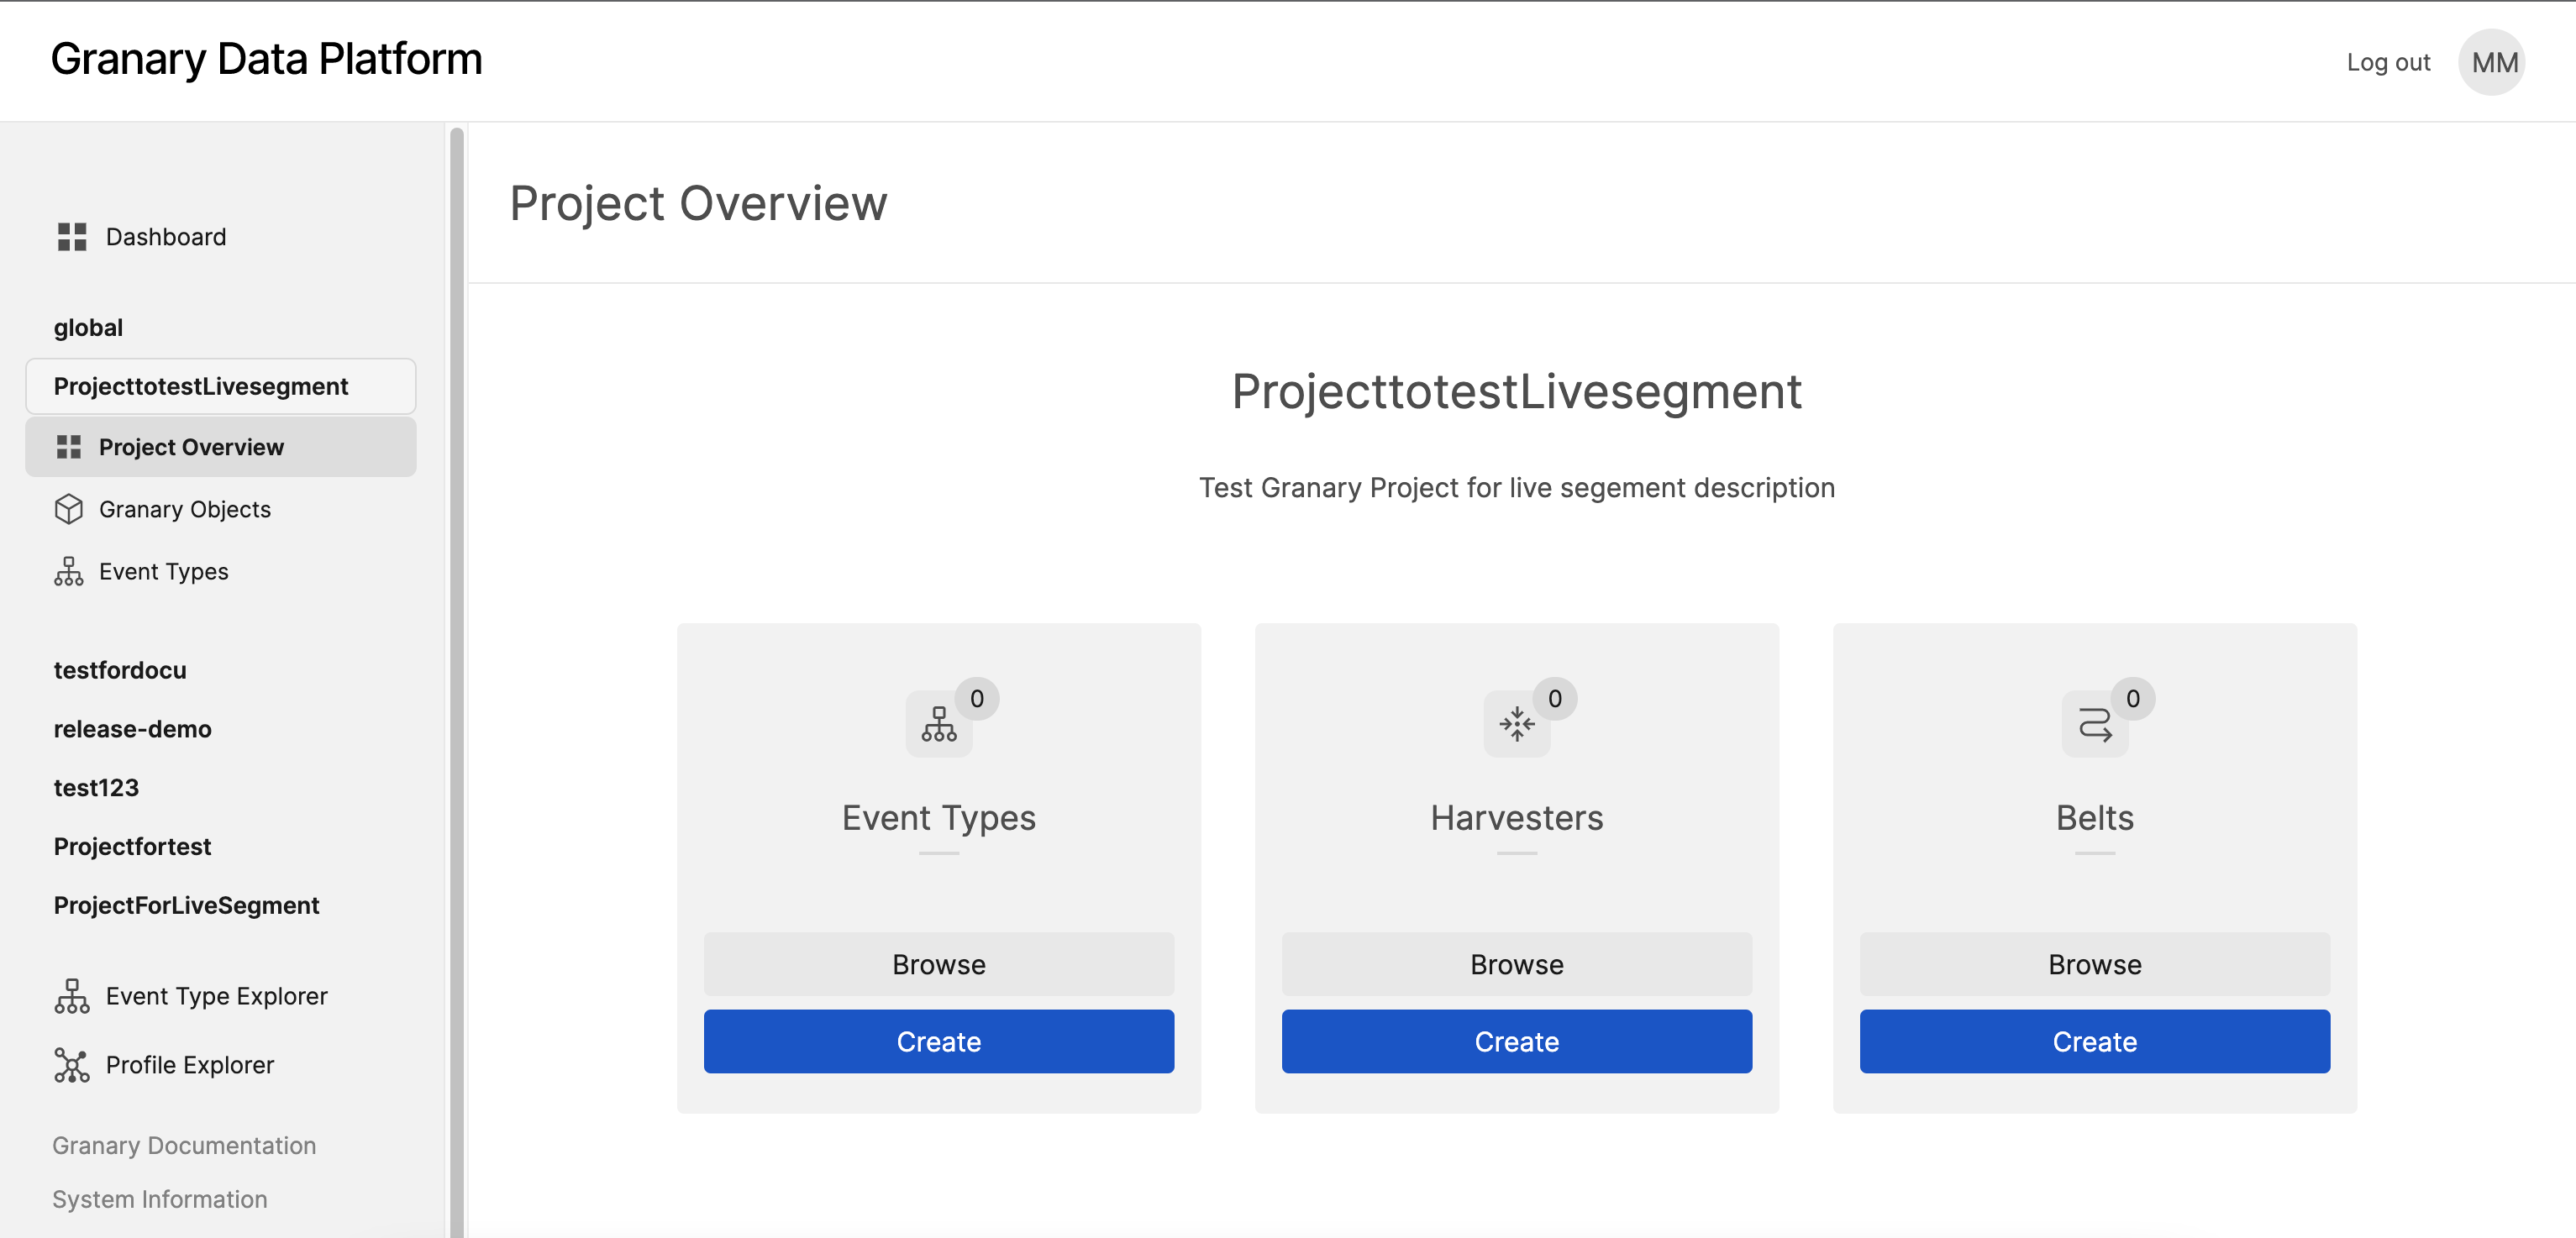 Granary Data Platform
Log out
MM
Dashboard
global
ProjecttotestLivesegment
Project Overview
Granary Objects
Event Types
testfordocu
release-demo
test123
Projectfortest
ProjectForLiveSegment
Event Type Explorer
Profile Explorer
Granary Documentation
System Information
Project Overview
ProjecttotestLivesegment
Test Granary Project for live segement description
0
Event Types
Browse
Create
0
Harvesters
Browse
Create
0
Belts
Browse
Create